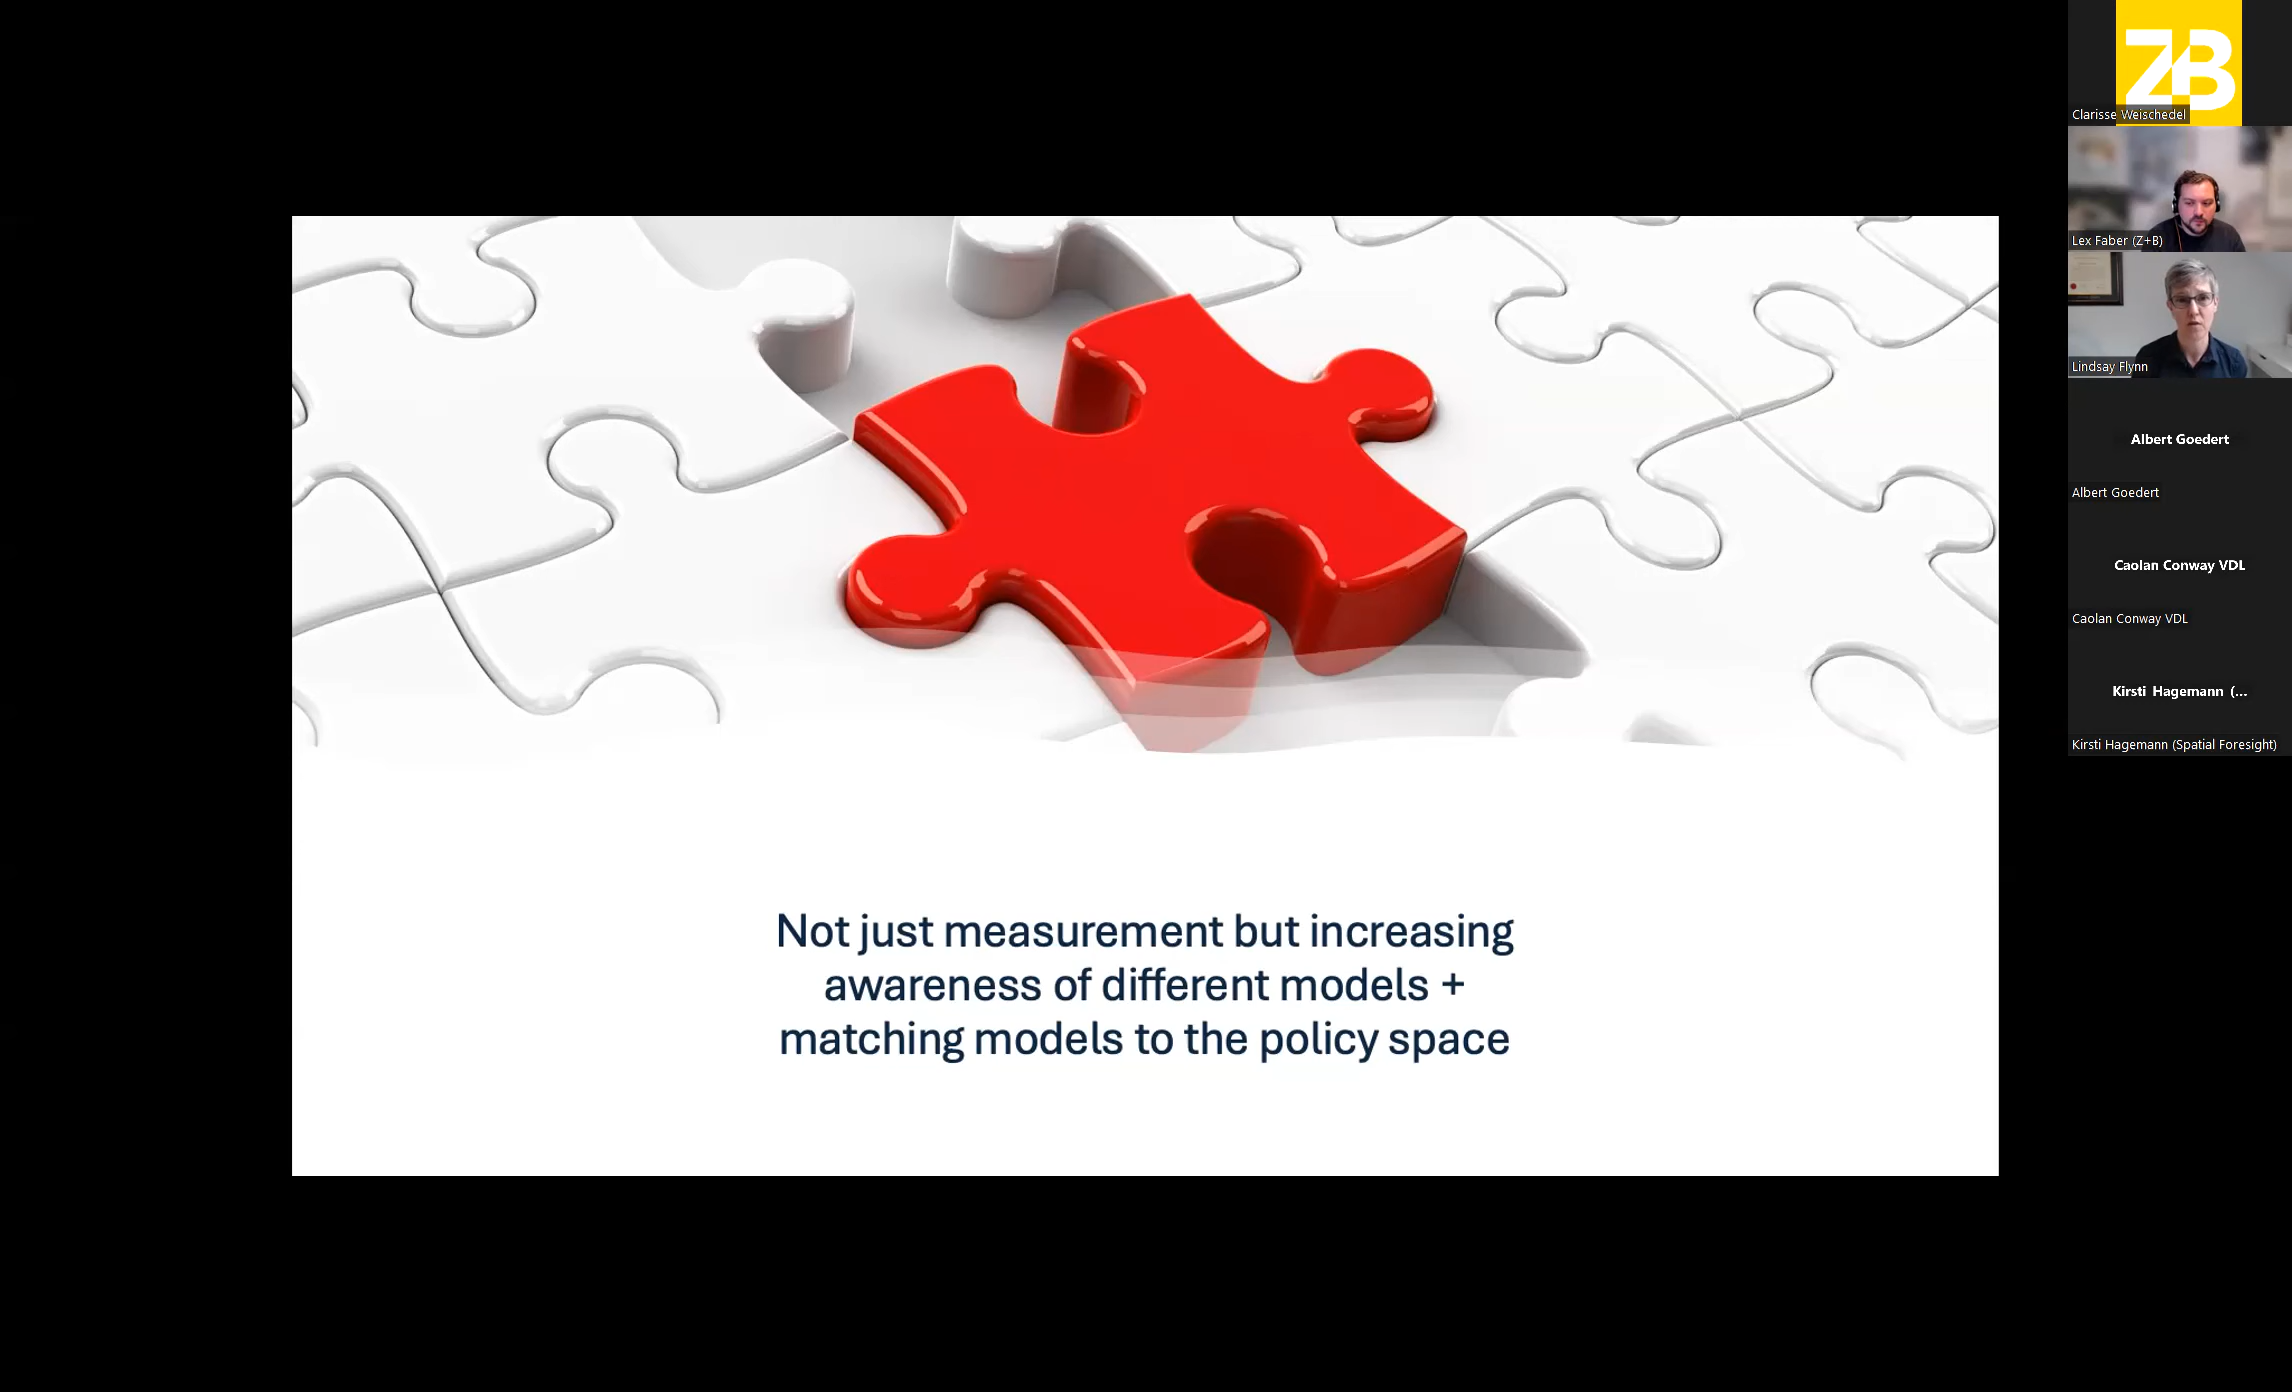 Not just measurement but increasing
awareness of different models +
matching models to the policy space
ZB
Clarisse Weischedel
Lex Faber (Z+B)
Lindsay Flynn
Albert Goedert
Albert Goedert
Caolan Conway VDL
Caolan Conway VDL
Kirsti Hagemann (...
Kirsti Hagemann (Spatial Foresight)